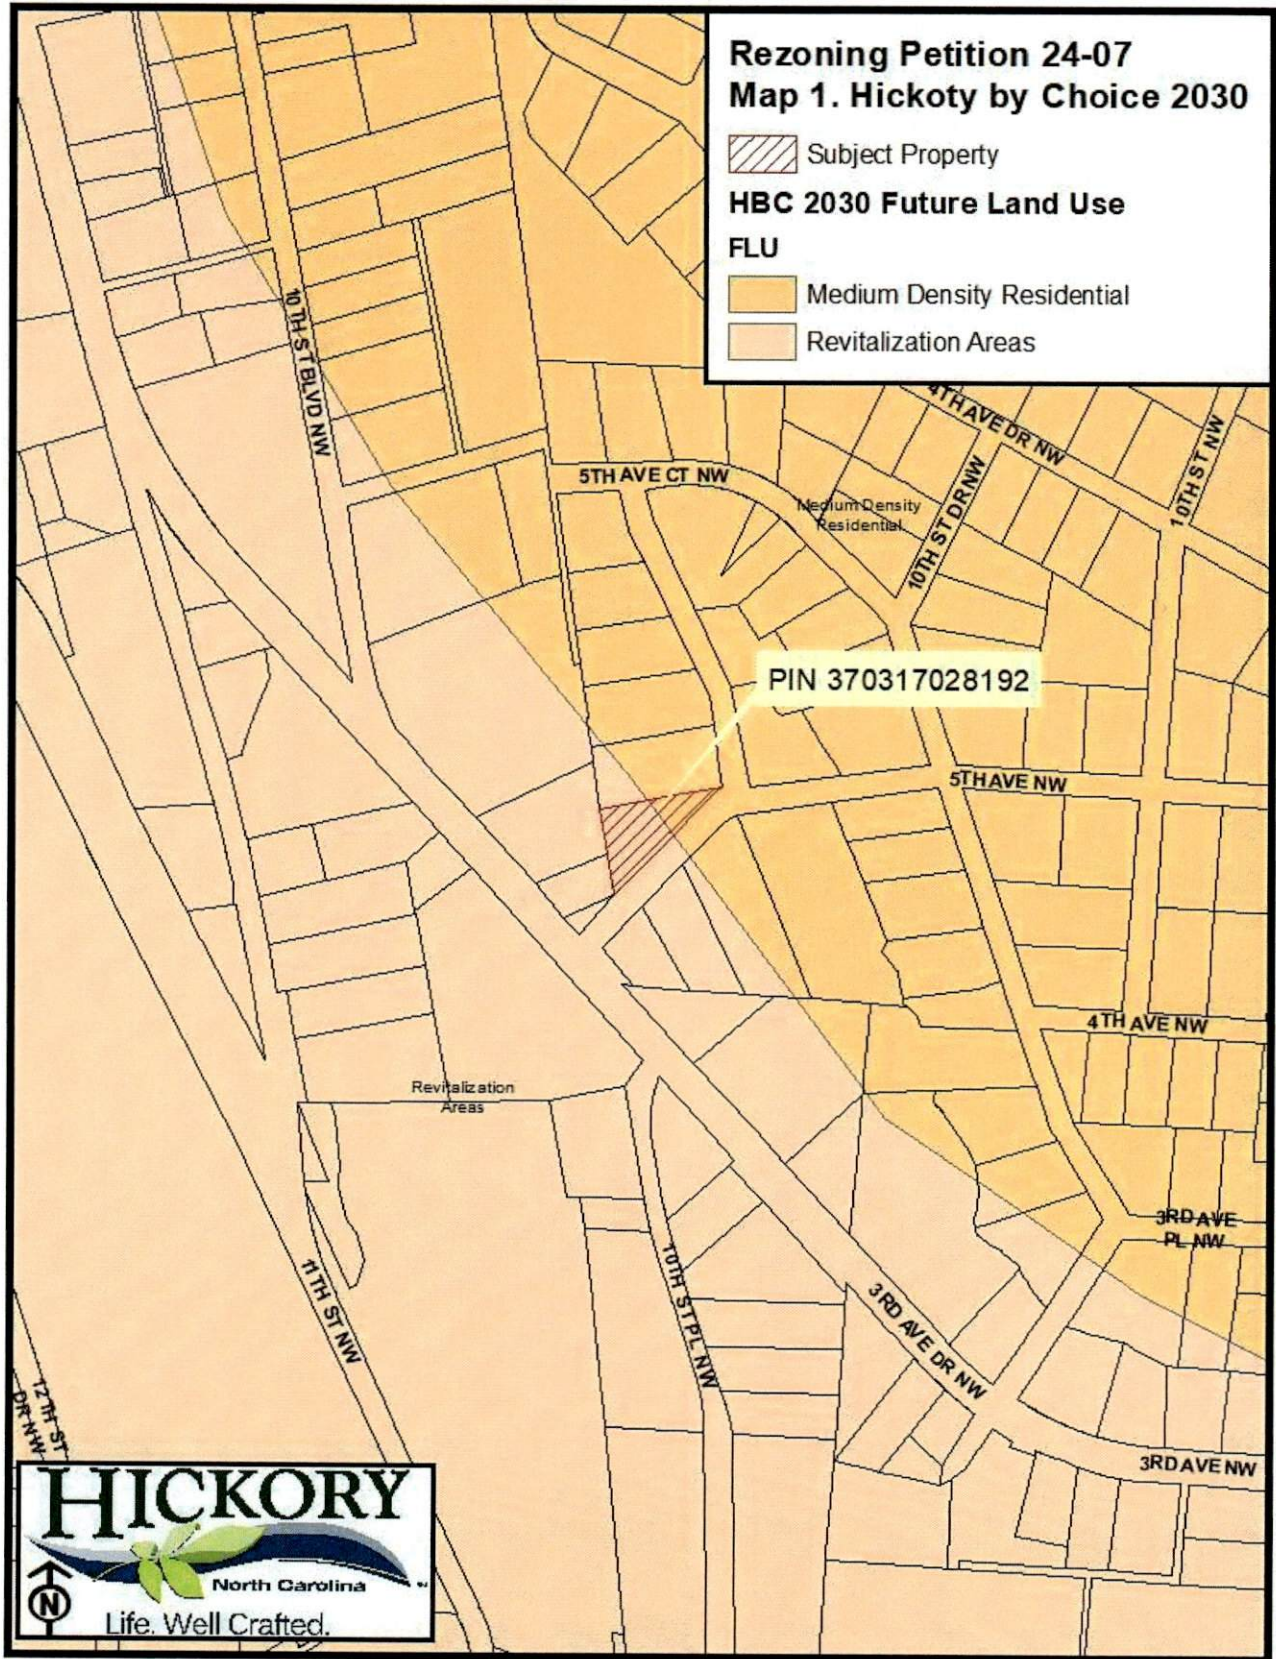 Rezoning Petition 24-07
Map 1. Hickoty by Choice 2030
Subject Property
HBC 2030 Future Land Use
FLU
Medium Density Residential
Revitalization Areas
10TH ST BLVD NW
4TH AVE DR NW
10TH ST NW
5TH AVE CT NW
Medium Density
Residential
10TH ST DR NW
PIN 370317028192
5TH AVE NW
4TH AVE NW
Revitalization
Areas
3RD AVE
PL NW
11TH ST NW
10TH ST PL NW
3RD AVE DR NW
12TH ST
DR NW
3RD AVE NW
HICKORY
North Carolina
N
Life. Well Crafted.